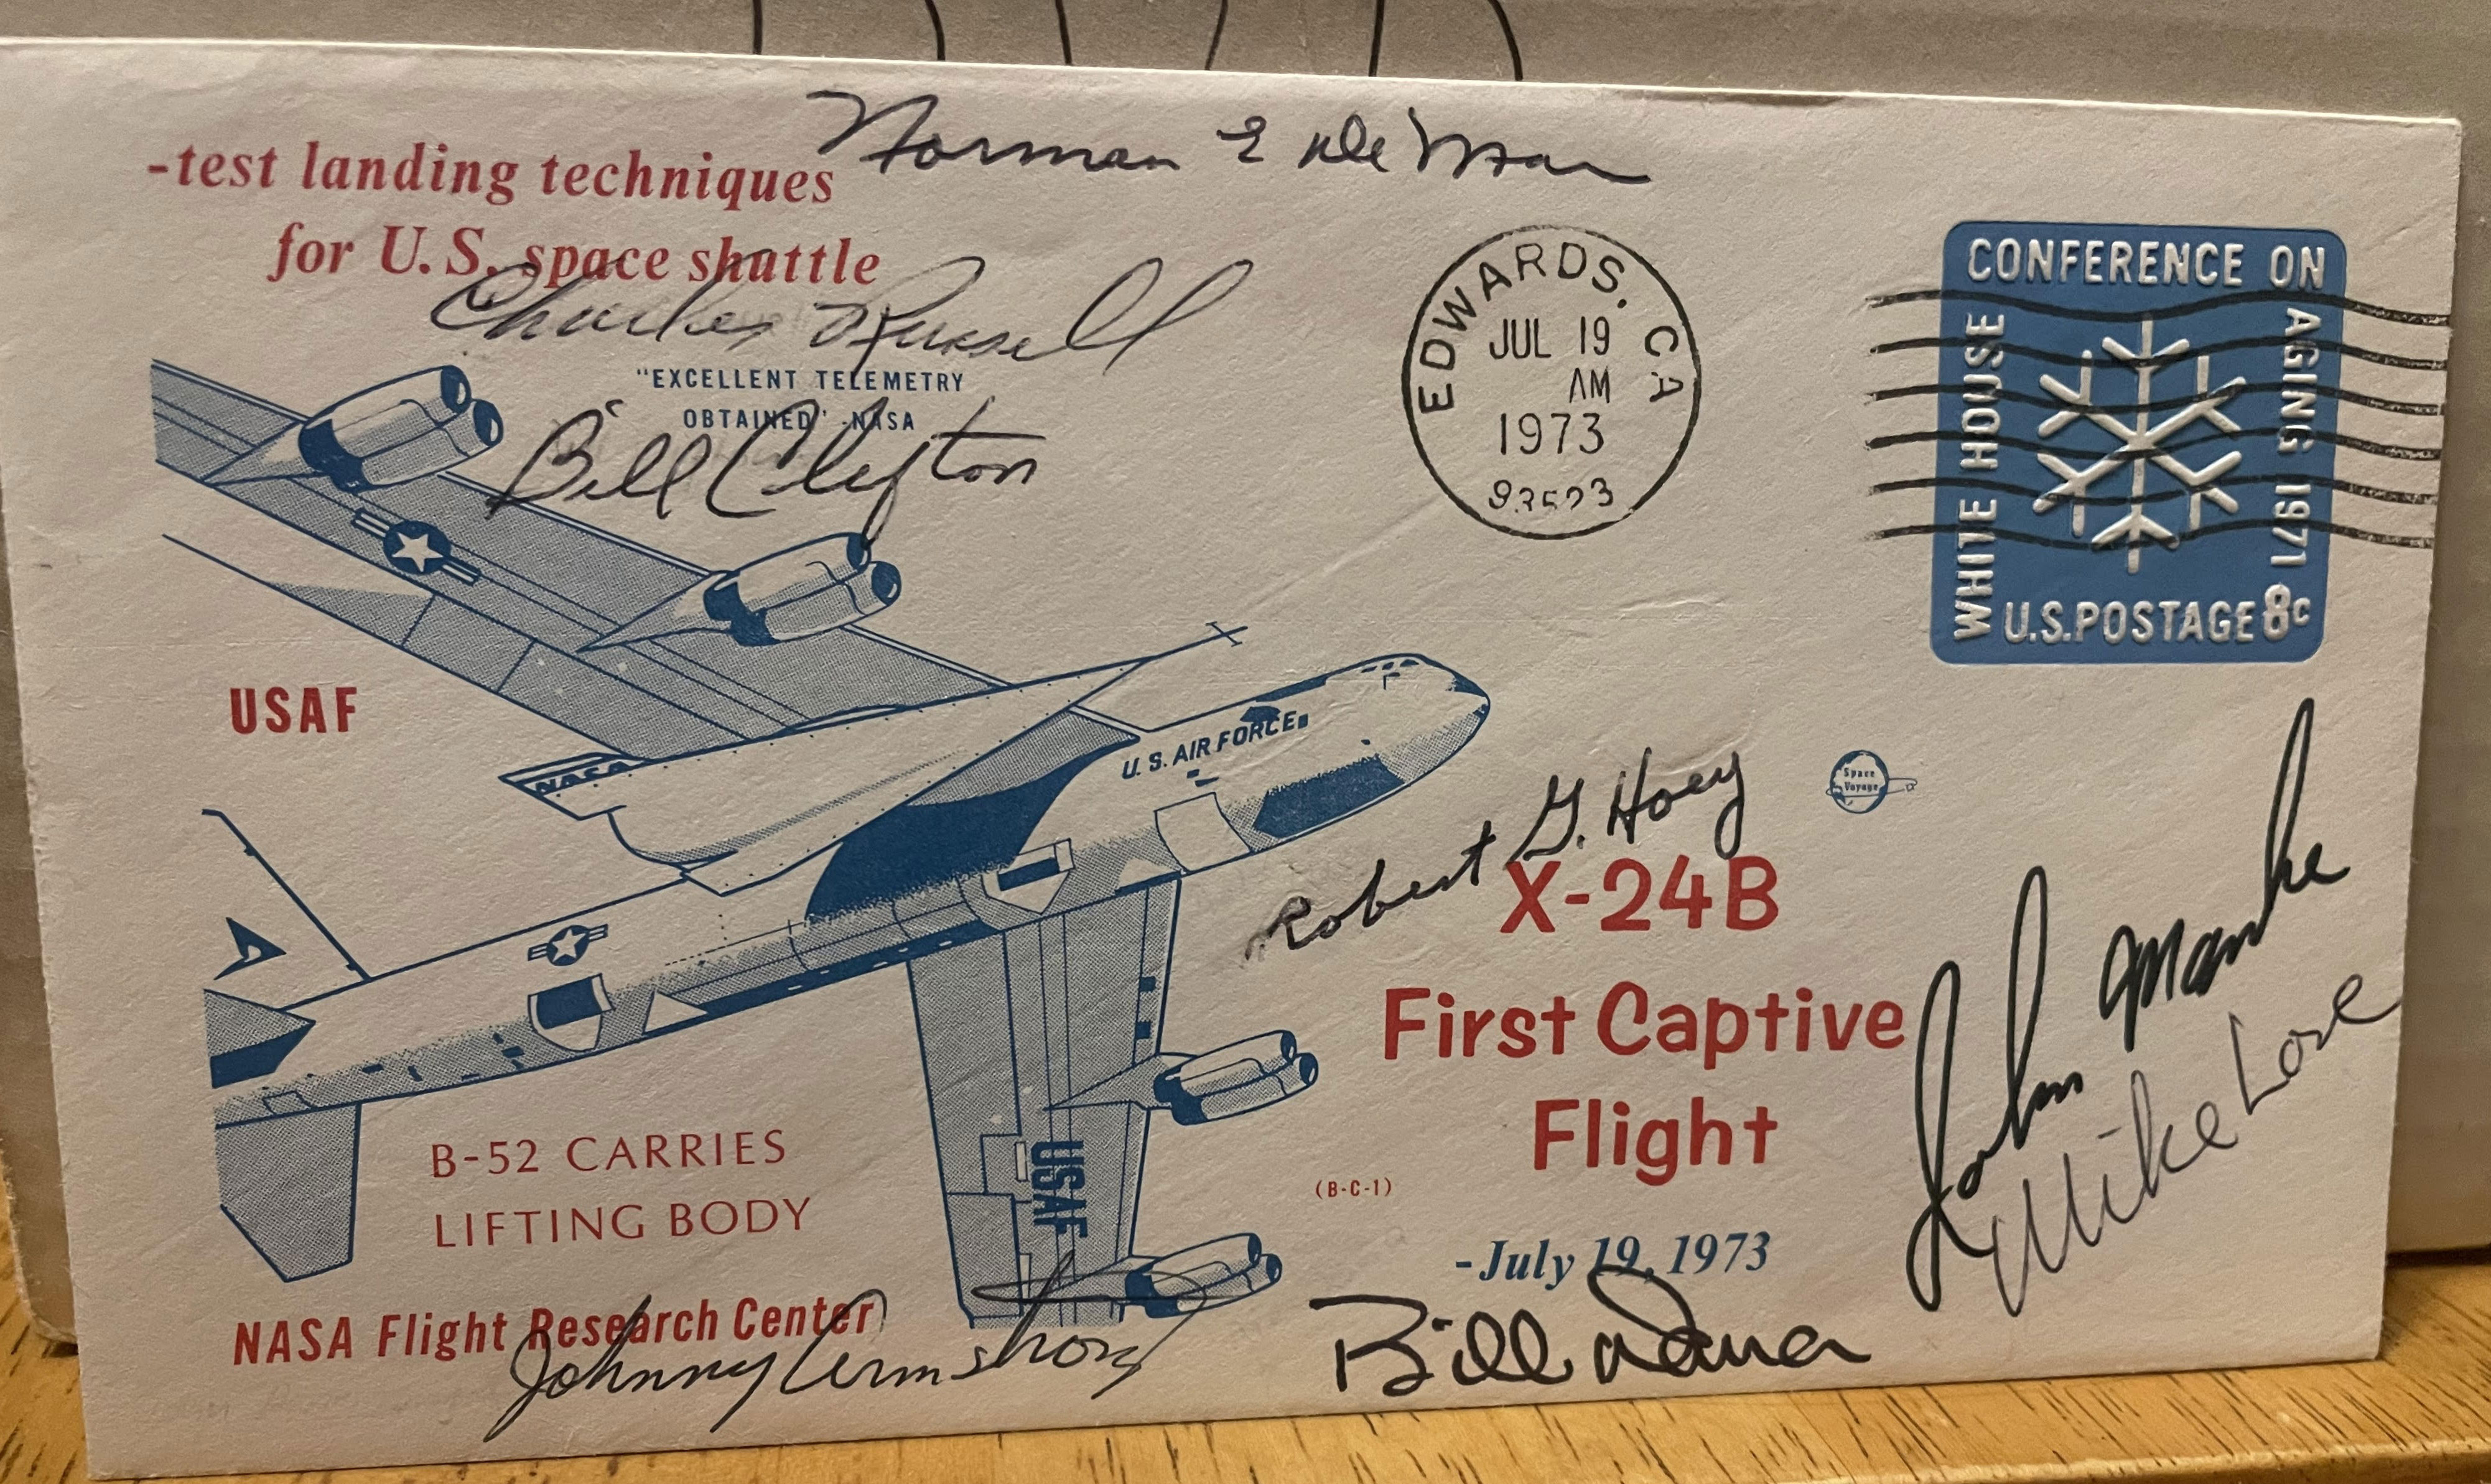 Norman E DeMar
-test landing techniques
for U.S. space shuttle
Charles Russell
"EXCELLENT TELEMETRY
OBTAINED" -NASA
Bill Clifton
EDWARDS, CA
JUL 19
AM
1973
93523
CONFERENCE ON
AGING 1971
WHITE HOUSE
U.S. POSTAGE 8c
USAF
NASA
U.S. AIR FORCE
Space
Voyage
Robert G. Hoey
X-24B
First Captive
Flight
(B-C-1)
-July 19, 1973
John Manke
Mike Love
Bill Dana
USAF
B-52 CARRIES
LIFTING BODY
NASA Flight Research Center
Johnny Armstrong